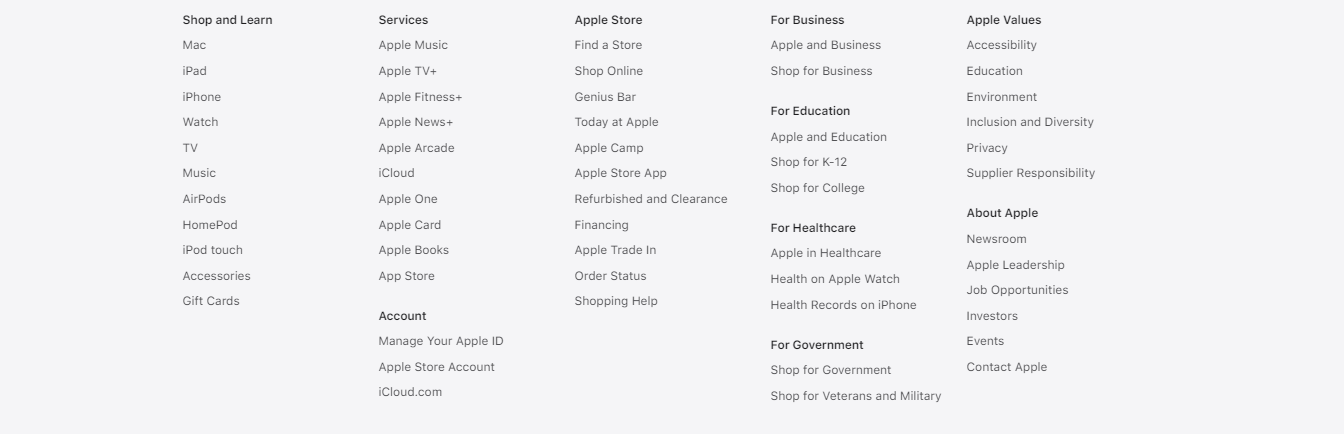 Shop and Learn
Mac
iPad
iPhone
Watch
TV
Music
AirPods
HomePod
iPod touch
Accessories
Gift Cards
Services
Apple Music
Apple TV+
Apple Fitness+
Apple News+
Apple Arcade
iCloud
Apple One
Apple Card
Apple Books
App Store
Account
Manage Your Apple ID
Apple Store Account
iCloud.com
Apple Store
Find a Store
Shop Online
Genius Bar
Today at Apple
Apple Camp
Apple Store App
Refurbished and Clearance
Financing
Apple Trade In
Order Status
Shopping Help
For Business
Apple and Business
Shop for Business
For Education
Apple and Education
Shop for K-12
Shop for College
For Healthcare
Apple in Healthcare
Health on Apple Watch
Health Records on iPhone
For Government
Shop for Government
Shop for Veterans and Military
Apple Values
Accessibility
Education
Environment
Inclusion and Diversity
Privacy
Supplier Responsibility
About Apple
Newsroom
Apple Leadership
Job Opportunities
Investors
Events
Contact Apple